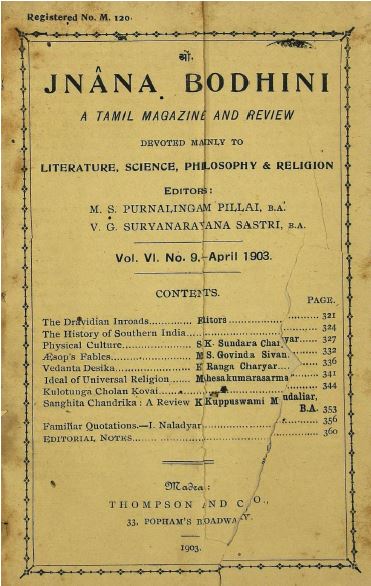 Registered No. M. 120.
ஓம்.
JNÂNA BODHINI
A TAMIL MAGAZINE AND REVIEW
DEVOTED MAINLY TO
LITERATURE, SCIENCE, PHILOSOPHY & RELIGION
EDITORS:
M. S. PURNALINGAM PILLAI, B.A.
V. G. SURYANARAYANA SASTRI, B.A.
Vol. VI. No. 9.-April 1903.
CONTENTS.
PAGE.
The Dravidian Inroads............ Editors ............ 321
The History of Southern India............ 324
Physical Culture............ S K. Sundara Charyar... 327
Æsop's Fables............ M S. Govinda Sivan. 332
Vedanta Desika ............ E Ranga Charyar.... 336
Ideal of Universal Religion ...... Mahesakumarasarma 341
Kulotunga Cholan Kovai ............ 344
Sanghita Chandrika : A Review K Kuppuswami Mudaliar,
B.A. 353
Familiar Quotations.—I. Naladyar............ 356
EDITORIAL NOTES............ 360
Madras:
THOMPSON AND CO.,
33, POPHAM'S BROADWAY.
1903.